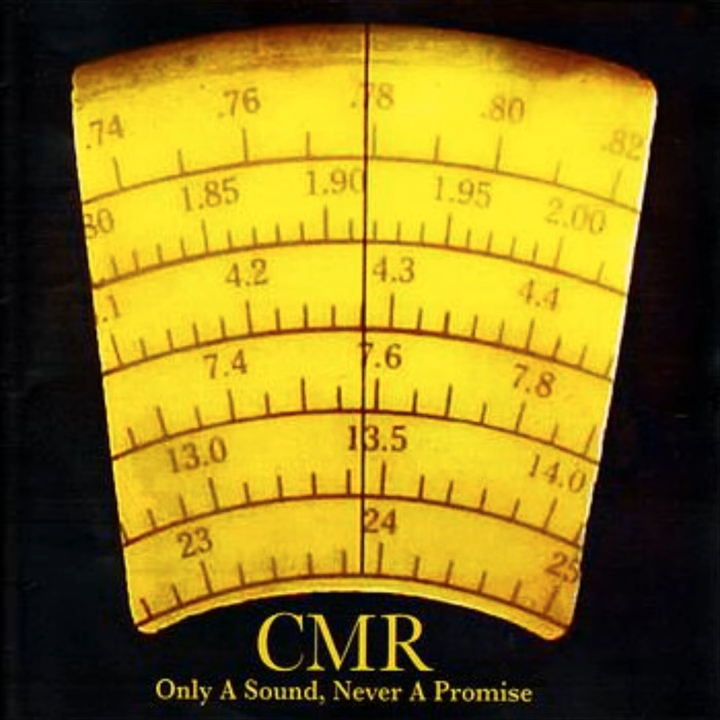 .74 .76 .78 .80 .82
80 1.85 1.90 1.95 2.00
.1 4.2 4.3 4.4
7.4 7.6 7.8
13.0 13.5 14.0
23 24 25
CMR
Only A Sound, Never A Promise